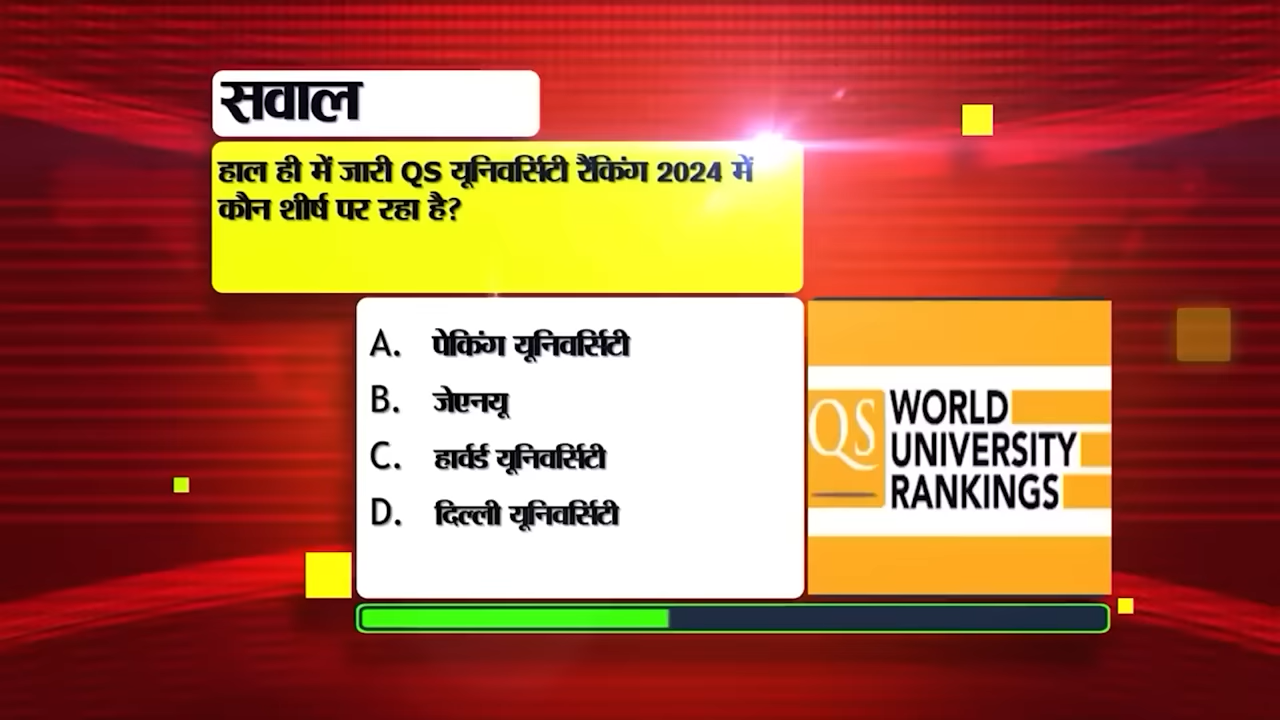 सवाल
हाल ही में जारी QS यूनिवर्सिटी रैंकिंग 2024 में
कौन शीर्ष पर रहा है?
A. पेकिंग यूनिवर्सिटी
B. जेएनयू
C. हार्वर्ड यूनिवर्सिटी
D. दिल्ली यूनिवर्सिटी
QS
WORLD
UNIVERSITY
RANKINGS